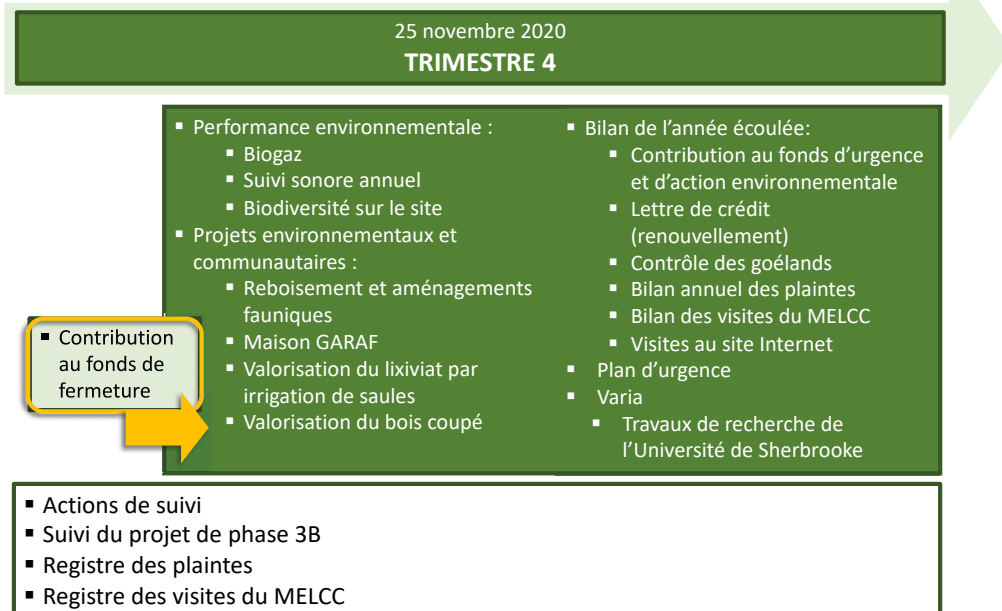 25 novembre 2020
TRIMESTRE 4
▪ Performance environnementale :
▪ Biogaz
▪ Suivi sonore annuel
▪ Biodiversité sur le site
▪ Projets environnementaux et
communautaires :
▪ Reboisement et aménagements
fauniques
▪ Maison GARAF
▪ Valorisation du lixiviat par
irrigation de saules
▪ Valorisation du bois coupé
▪ Bilan de l’année écoulée:
▪ Contribution au fonds d’urgence
et d’action environnementale
▪ Lettre de crédit
(renouvellement)
▪ Contrôle des goélands
▪ Bilan annuel des plaintes
▪ Bilan des visites du MELCC
▪ Visites au site Internet
▪ Plan d’urgence
▪ Varia
▪ Travaux de recherche de
l’Université de Sherbrooke
▪ Contribution
au fonds de
fermeture
▪ Actions de suivi
▪ Suivi du projet de phase 3B
▪ Registre des plaintes
▪ Registre des visites du MELCC